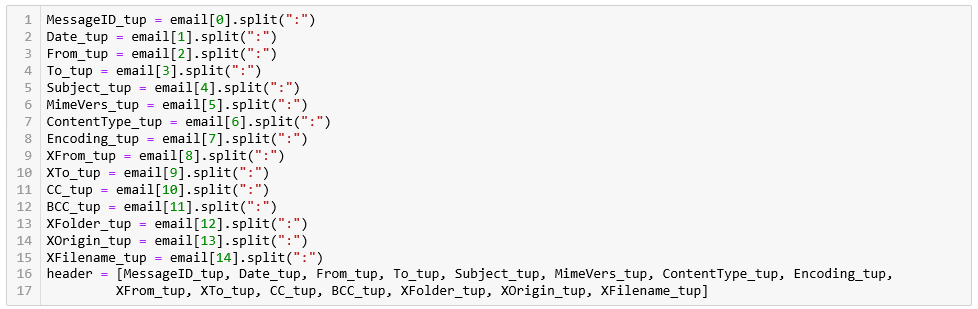 1 MessageID_tup = email[0].split(":")
2 Date_tup = email[1].split(":")
3 From_tup = email[2].split(":")
4 To_tup = email[3].split(":")
5 Subject_tup = email[4].split(":")
6 MimeVers_tup = email[5].split(":")
7 ContentType_tup = email[6].split(":")
8 Encoding_tup = email[7].split(":")
9 XFrom_tup = email[8].split(":")
10 XTo_tup = email[9].split(":")
11 CC_tup = email[10].split(":")
12 BCC_tup = email[11].split(":")
13 XFolder_tup = email[12].split(":")
14 XOrigin_tup = email[13].split(":")
15 XFilename_tup = email[14].split(":")
16 header = [MessageID_tup, Date_tup, From_tup, To_tup, Subject_tup, MimeVers_tup, ContentType_tup, Encoding_tup,
17 XFrom_tup, XTo_tup, CC_tup, BCC_tup, XFolder_tup, XOrigin_tup, XFilename_tup]